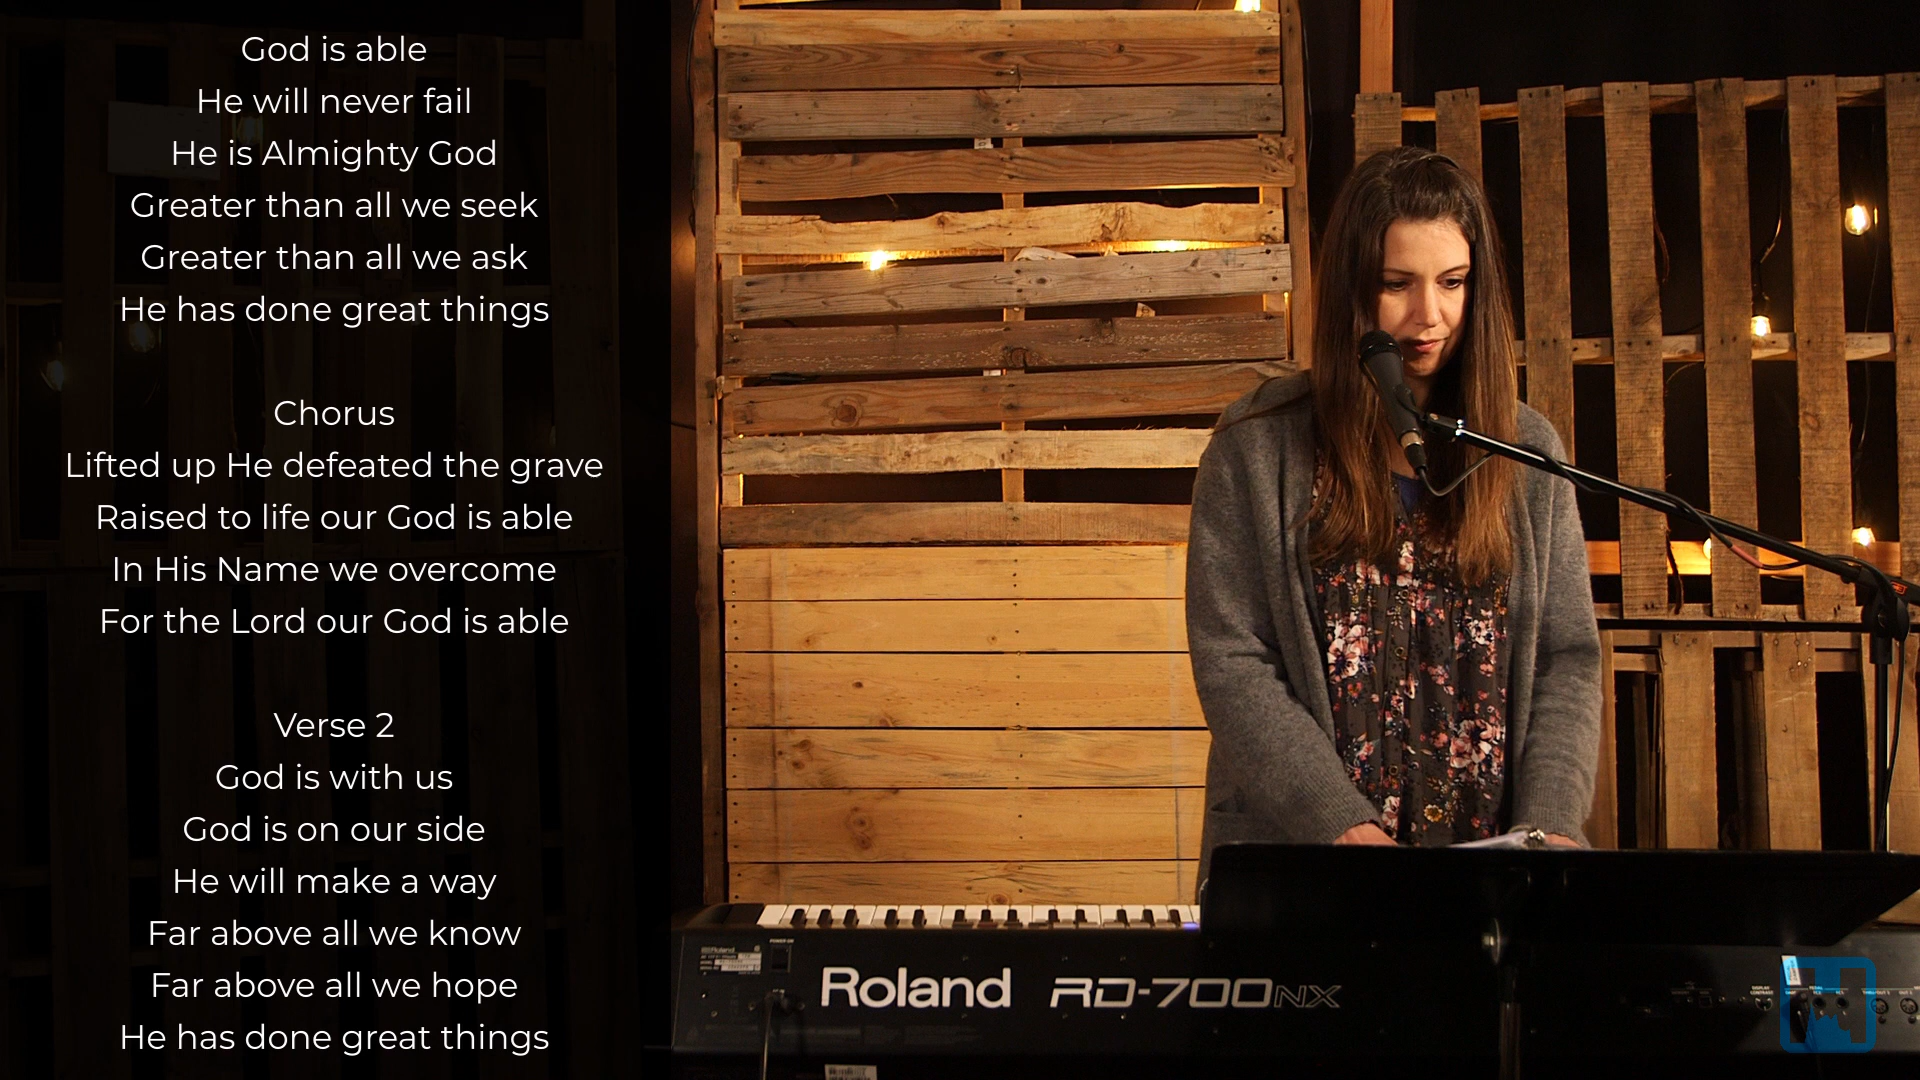 God is able
He will never fail
He is Almighty God
Greater than all we seek
Greater than all we ask
He has done great things
Chorus
Lifted up He defeated the grave
Raised to life our God is able
In His Name we overcome
For the Lord our God is able
Verse 2
God is with us
God is on our side
He will make a way
Far above all we know
Far above all we hope
He has done great things
Roland RD-700NX